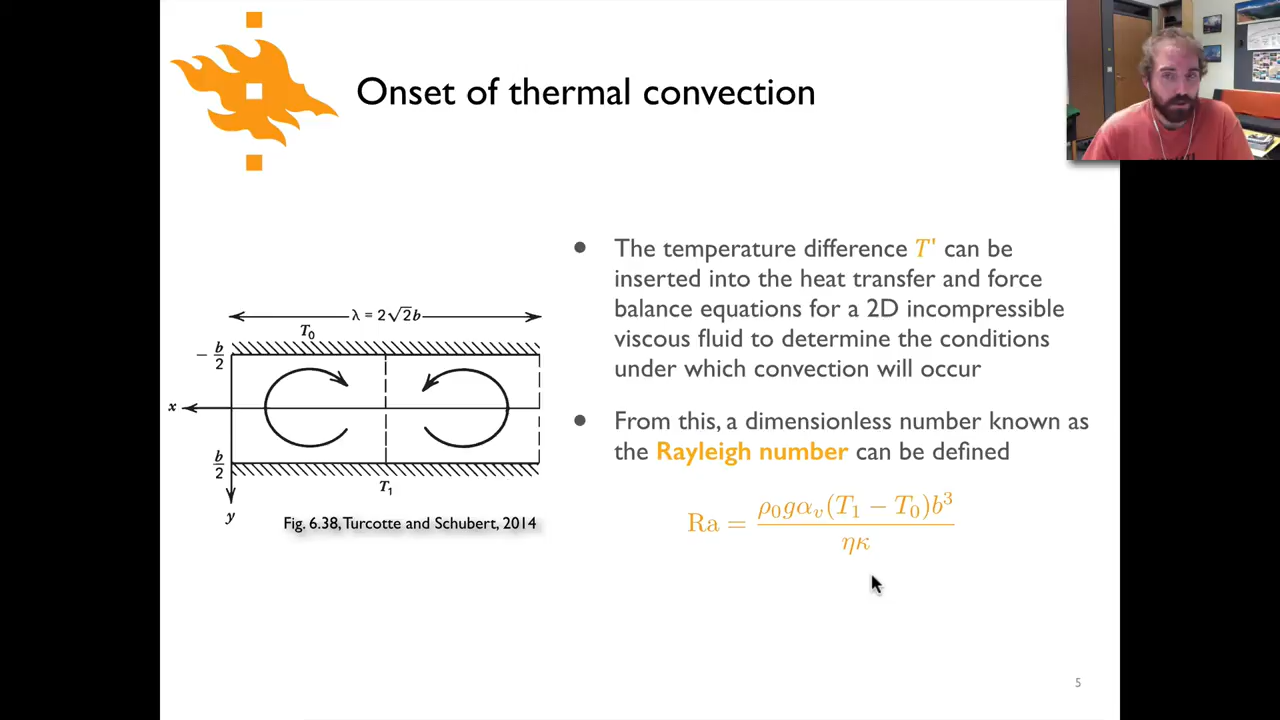 Onset of thermal convection
● The temperature difference T' can be
inserted into the heat transfer and force
balance equations for a 2D incompressible
viscous fluid to determine the conditions
under which convection will occur
● From this, a dimensionless number known as
the Rayleigh number can be defined
Ra = ρ₀gαᵥ(T₁ − T₀)b³ / ηκ
λ = 2√2b
T₀
− b/2
x
b/2
T₁
y
Fig. 6.38, Turcotte and Schubert, 2014
5